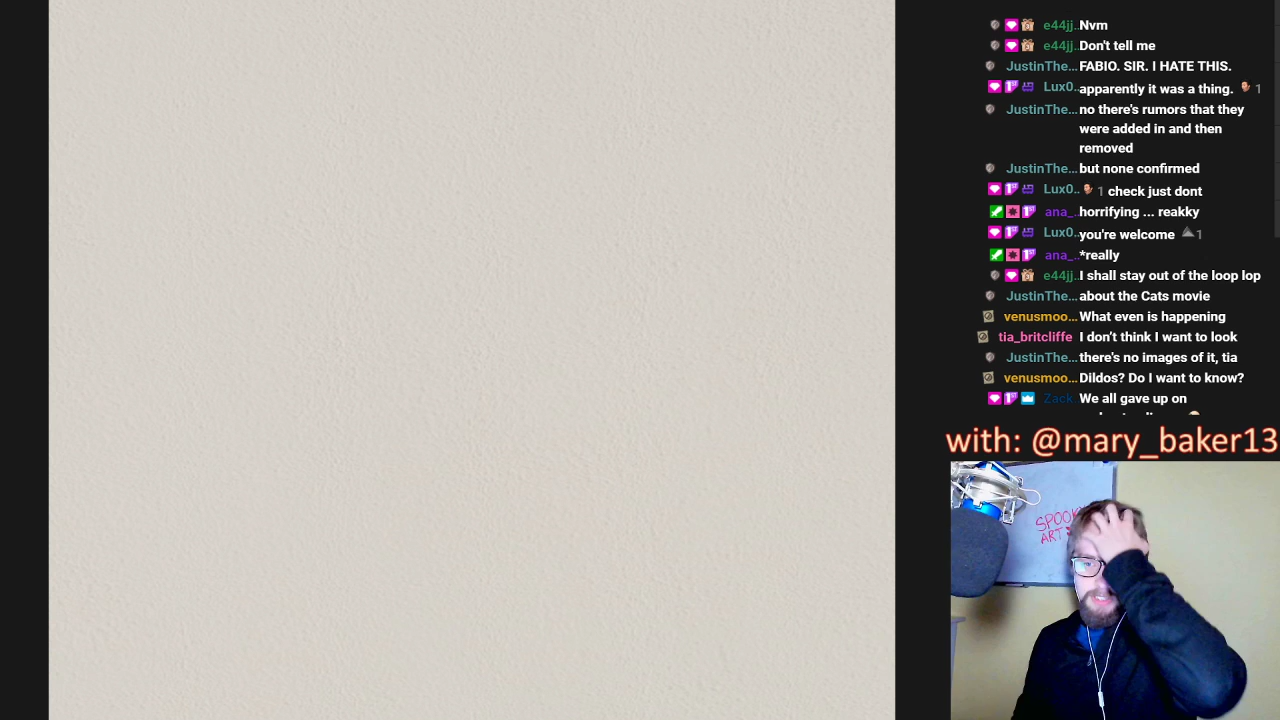 e44jj.. Nvm
e44jj.. Don't tell me
JustinThe... FABIO. SIR. I HATE THIS.
Lux0.. apparently it was a thing. 1
JustinThe... no there's rumors that they
were added in and then
removed
JustinThe... but none confirmed
Lux0.. 1 check just dont
ana_.. horrifying ... reakky
Lux0.. you're welcome 1
ana_.. *really
e44jj.. I shall stay out of the loop lop
JustinThe... about the Cats movie
venusmoo... What even is happening
tia_britcliffe I don't think I want to look
JustinThe... there's no images of it, tia
venusmoo... Dildos? Do I want to know?
Zack.. We all gave up on
with: @mary_baker13
SPOOKY
ART